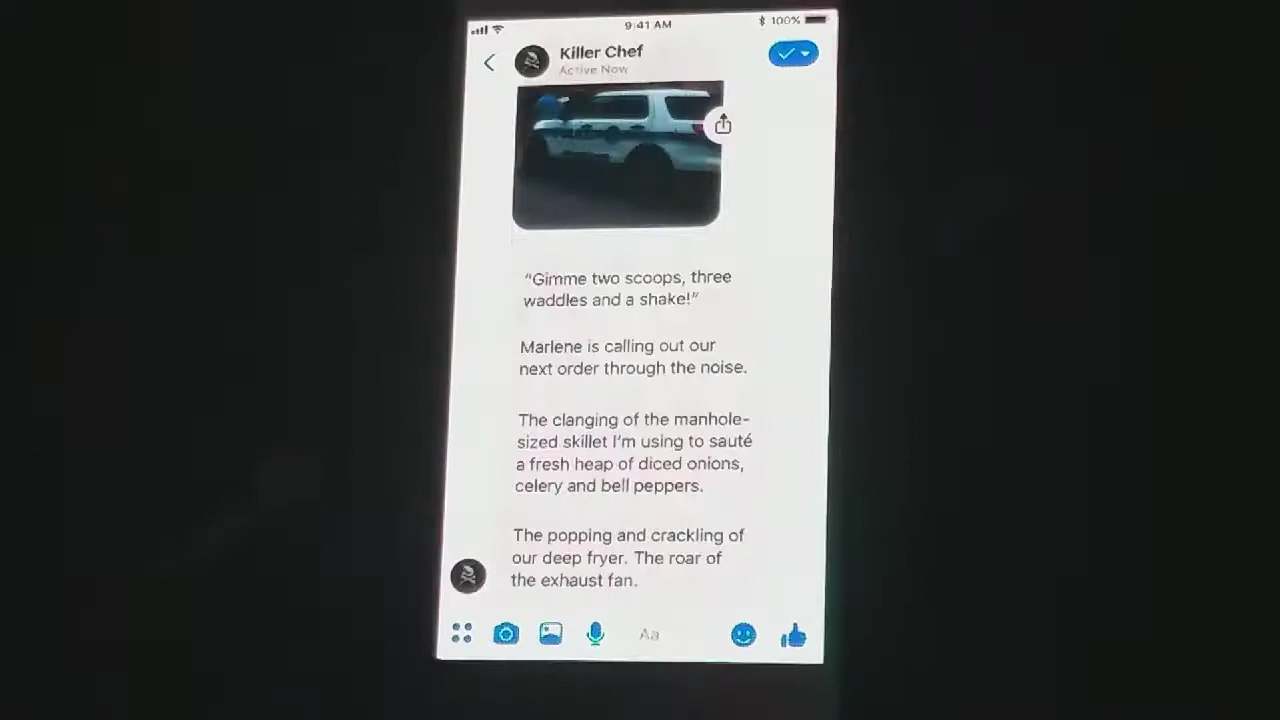 9:41 AM
100%
Killer Chef
Active Now
“Gimme two scoops, three
waddles and a shake!”
Marlene is calling out our
next order through the noise.
The clanging of the manhole-
sized skillet I’m using to sauté
a fresh heap of diced onions,
celery and bell peppers.
The popping and crackling of
our deep fryer. The roar of
the exhaust fan.
Aa